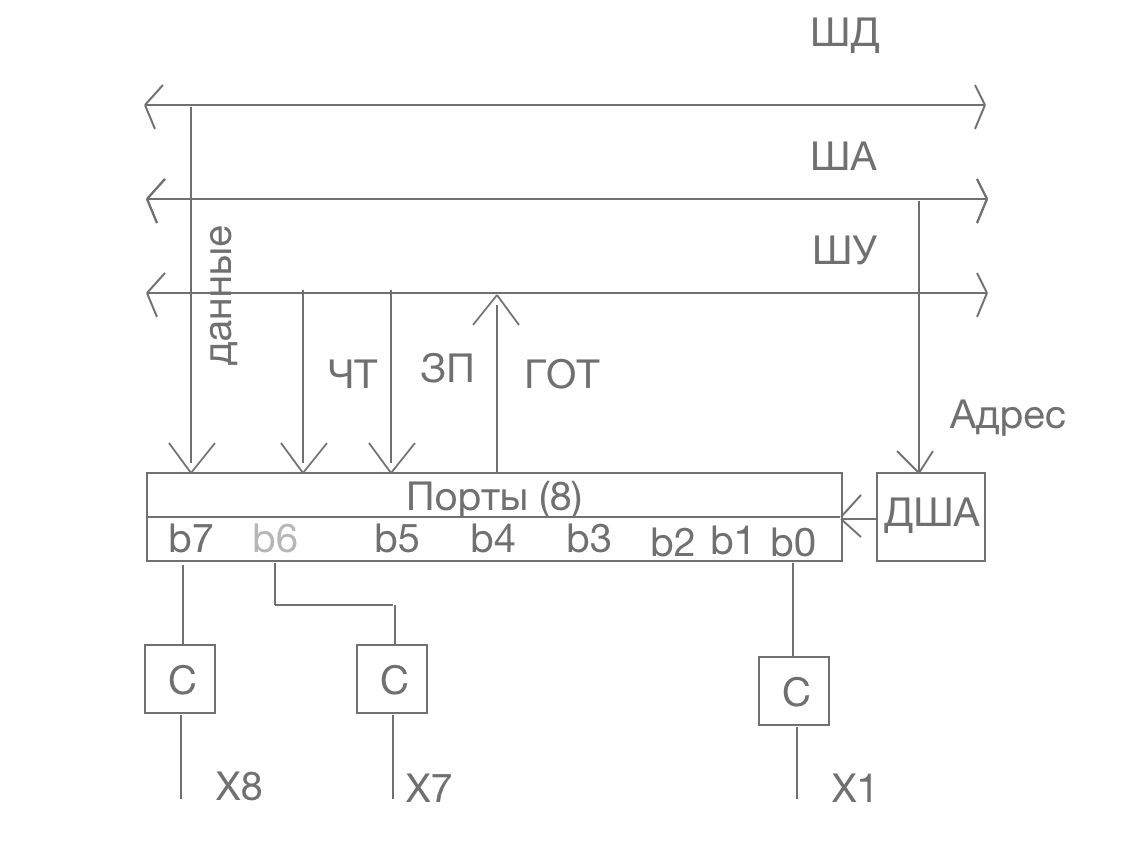 ШД
ША
ШУ
данные
ЧТ
ЗП
ГОТ
Адрес
Порты (8)
ДША
b7 b6 b5 b4 b3 b2 b1 b0
С С С
X8 X7 X1